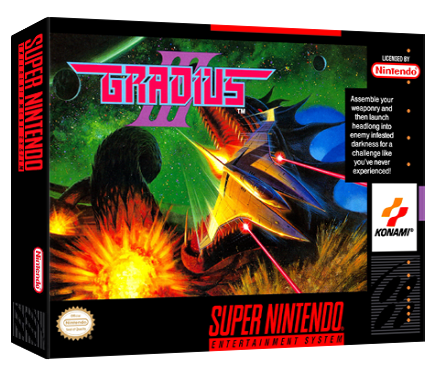 SUPER NINTENDO
Nintendo
GRADIUS
III
TM
LICENSED BY
Nintendo
Assemble your
weaponry and
then launch
headlong into
enemy infested
darkness for a
challenge like
you've never
experienced!
KONAMI
Nintendo
SUPER NINTENDO
ENTERTAINMENT SYSTEM